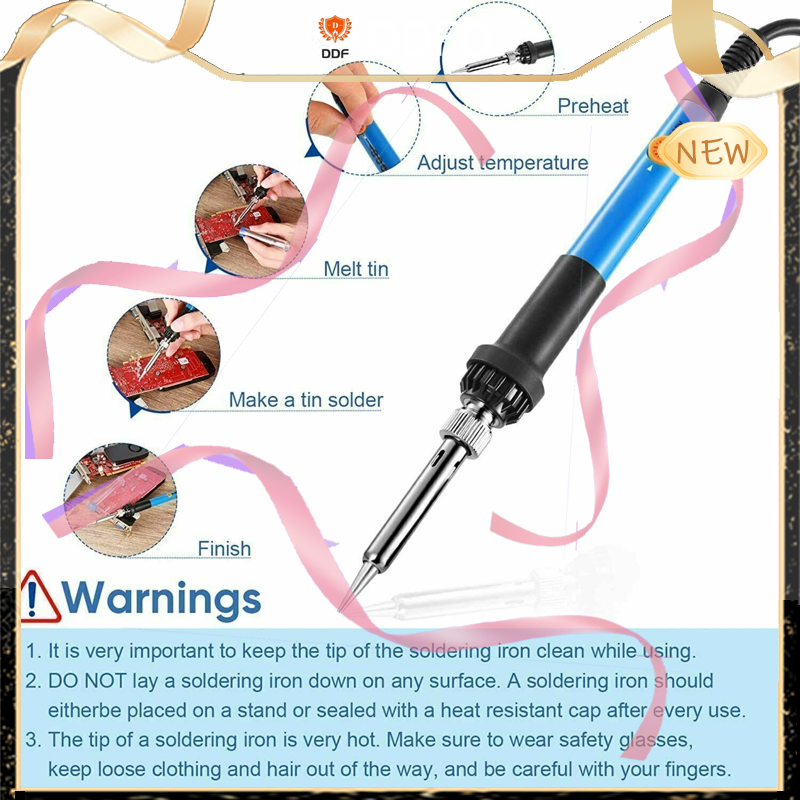 DDF
Preheat
NEW
Adjust temperature
Melt tin
Make a tin solder
Finish
Warnings
1. It is very important to keep the tip of the soldering iron clean while using.
2. DO NOT lay a soldering iron down on any surface. A soldering iron should
eitherbe placed on a stand or sealed with a heat resistant cap after every use.
3. The tip of a soldering iron is very hot. Make sure to wear safety glasses,
keep loose clothing and hair out of the way, and be careful with your fingers.